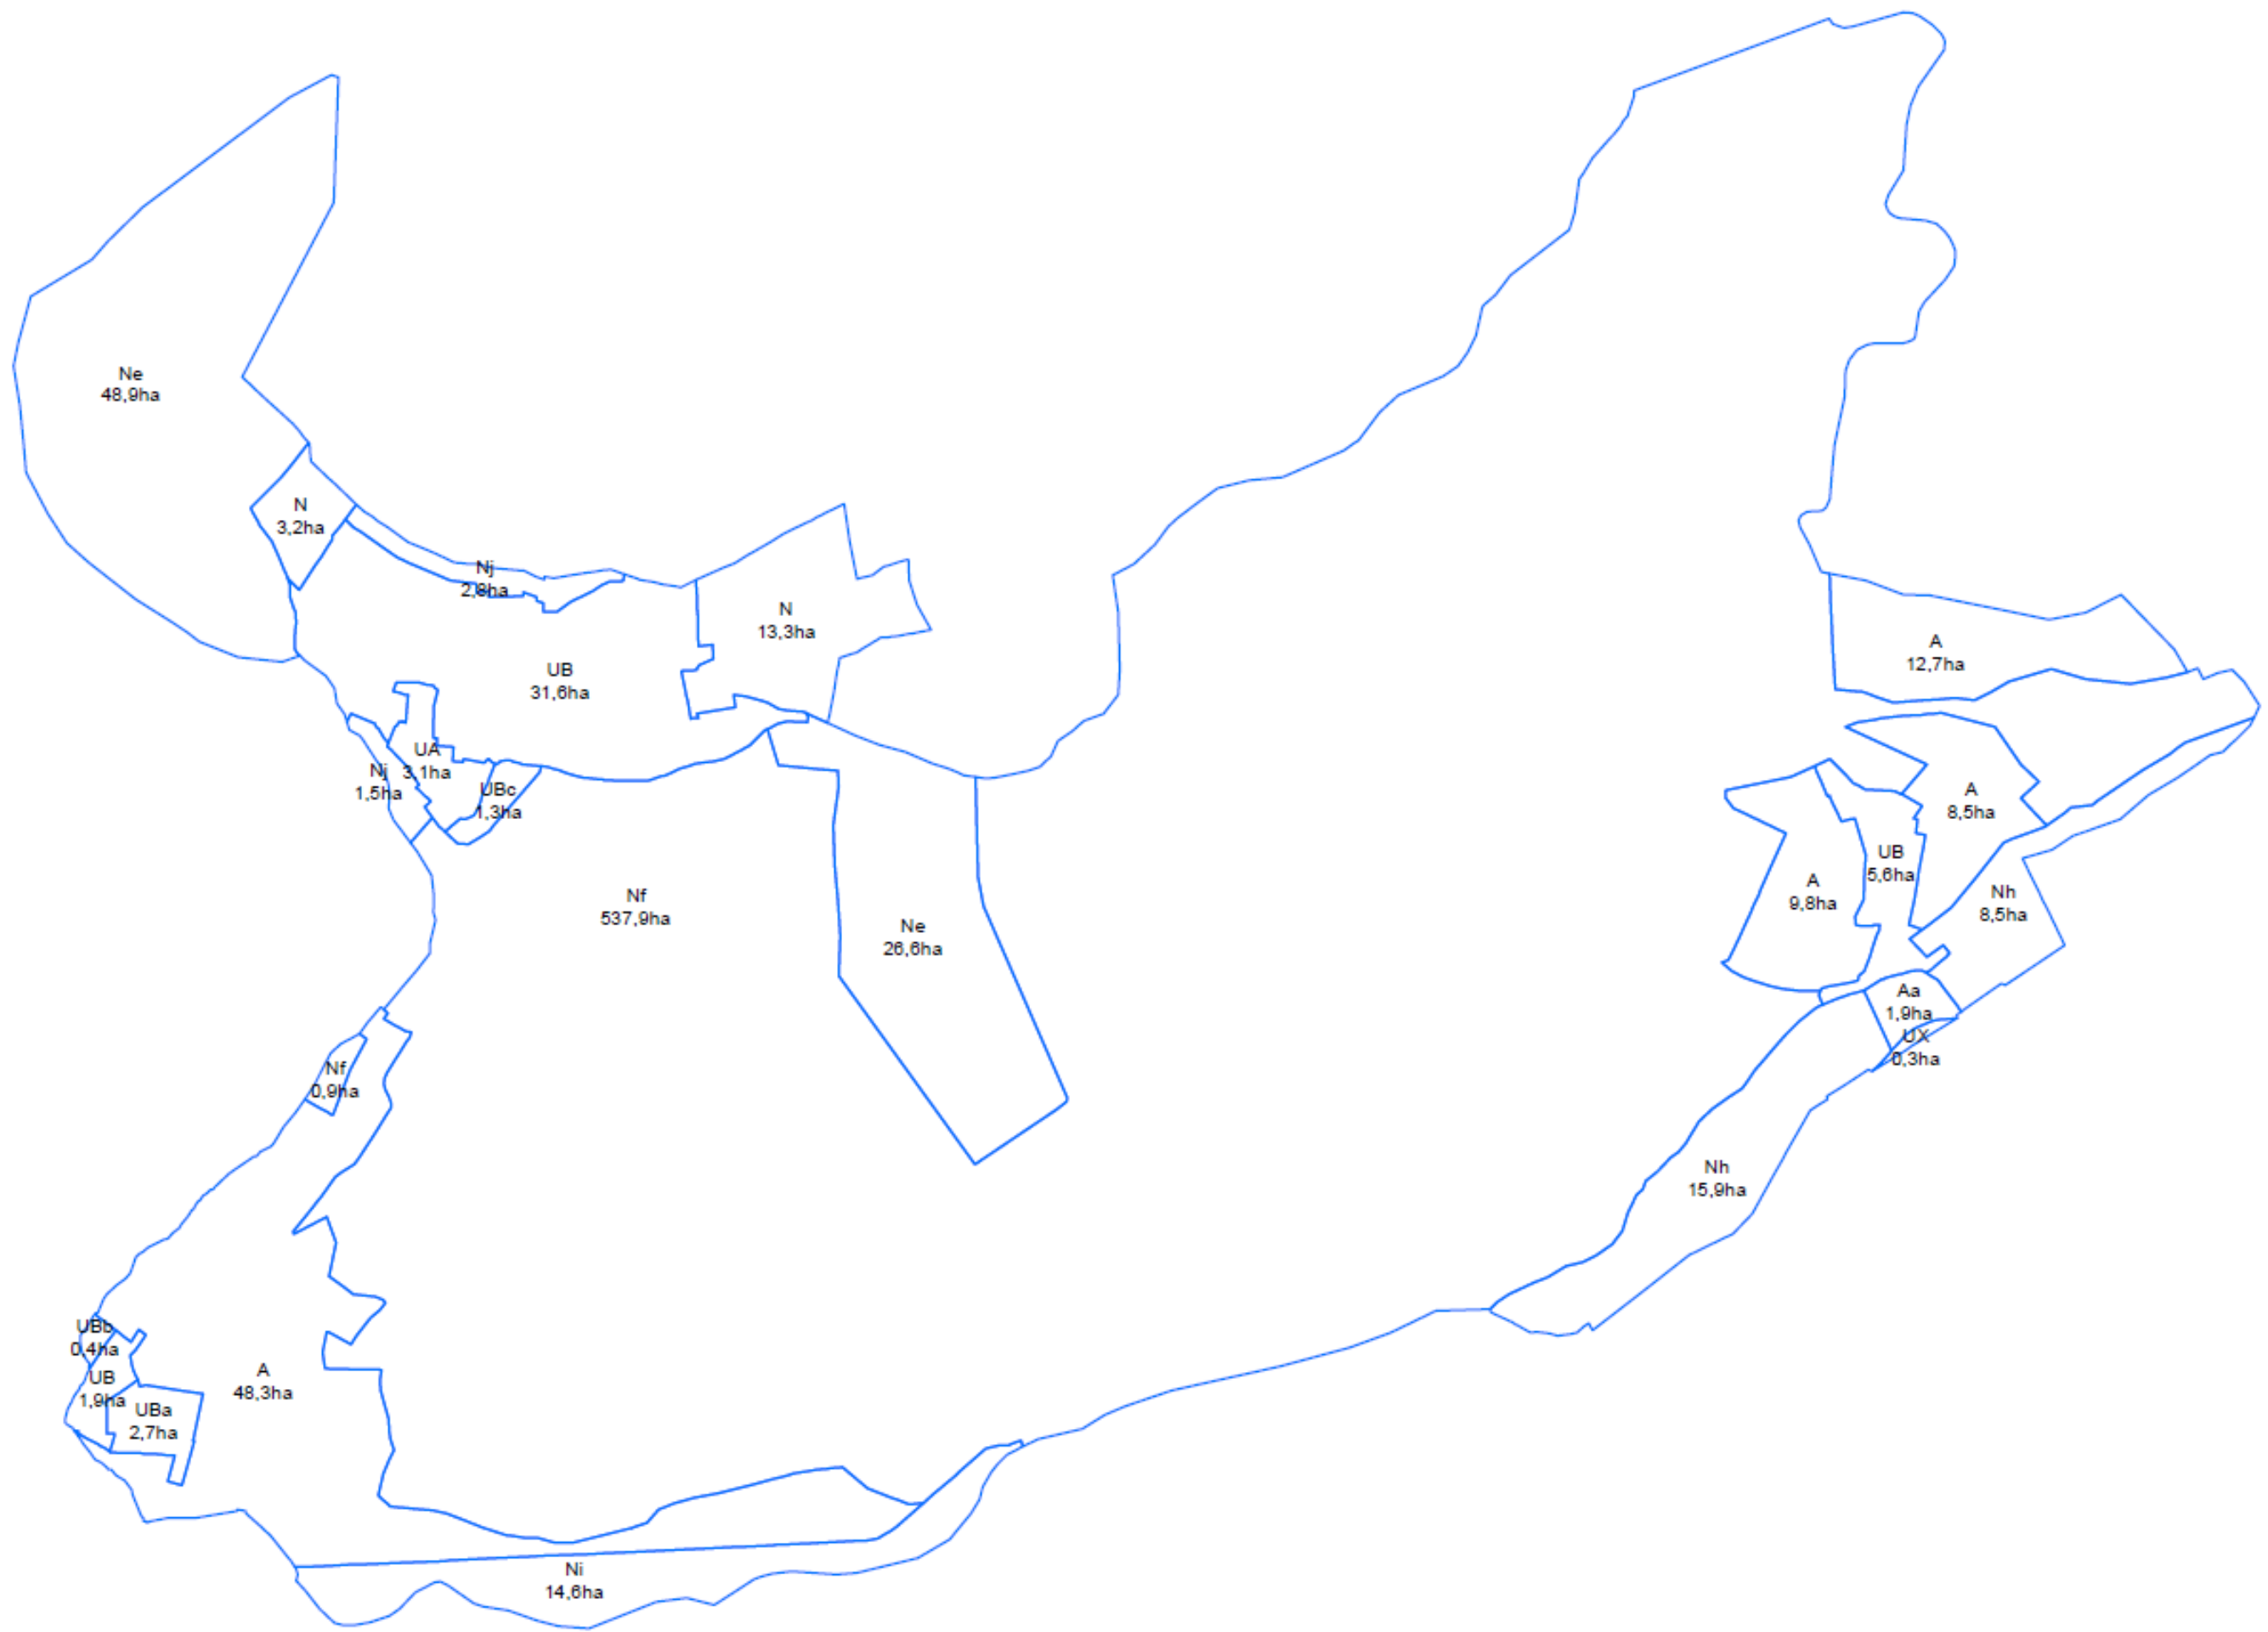 Ne
48,9ha
N
3,2ha
Nj
2,8ha
N
13,3ha
UB
31,6ha
A
12,7ha
UA
3,1ha
Nj
1,5ha
UBc
1,3ha
A
8,5ha
UB
5,6ha
A
9,8ha
Nh
8,5ha
Nf
537,9ha
Ne
26,6ha
Aa
1,9ha
UX
0,3ha
Nf
0,9ha
Nh
15,9ha
UBb
0,4ha
UB
1,9ha
A
48,3ha
UBa
2,7ha
Ni
14,6ha